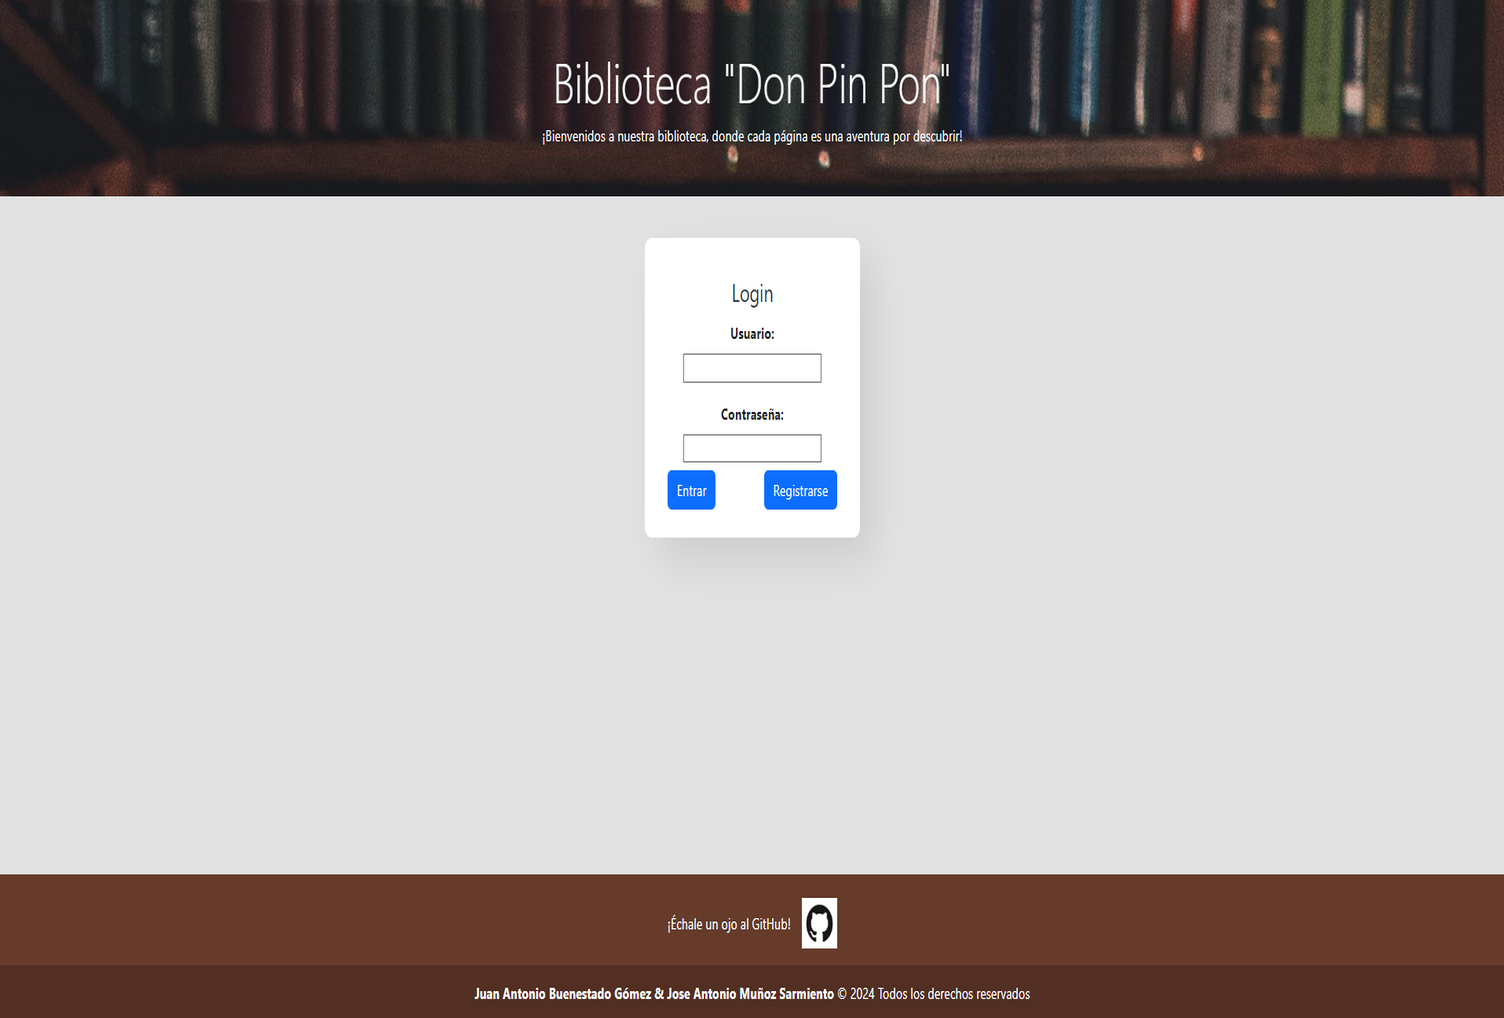 Biblioteca "Don Pin Pon"
¡Bienvenidos a nuestra biblioteca, donde cada página es una aventura por descubrir!
Login
Usuario:
Contraseña:
Entrar
Registrarse
¡Échale un ojo al GitHub!
Juan Antonio Buenestado Gómez & Jose Antonio Muñoz Sarmiento © 2024 Todos los derechos reservados